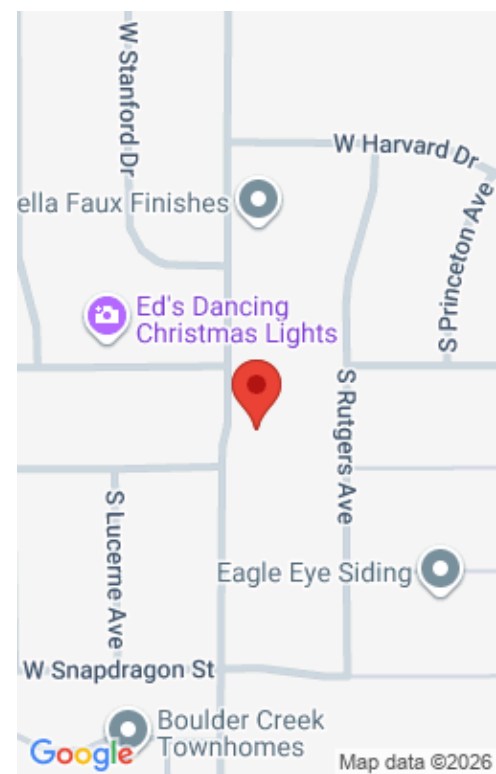 W Stanford Dr
W Harvard Dr
ella Faux Finishes
S Princeton Ave
Ed's Dancing
Christmas Lights
S Rutgers Ave
S Lucerne Ave
Eagle Eye Siding
W Snapdragon St
Boulder Creek
Townhomes
Google
Map data ©2026